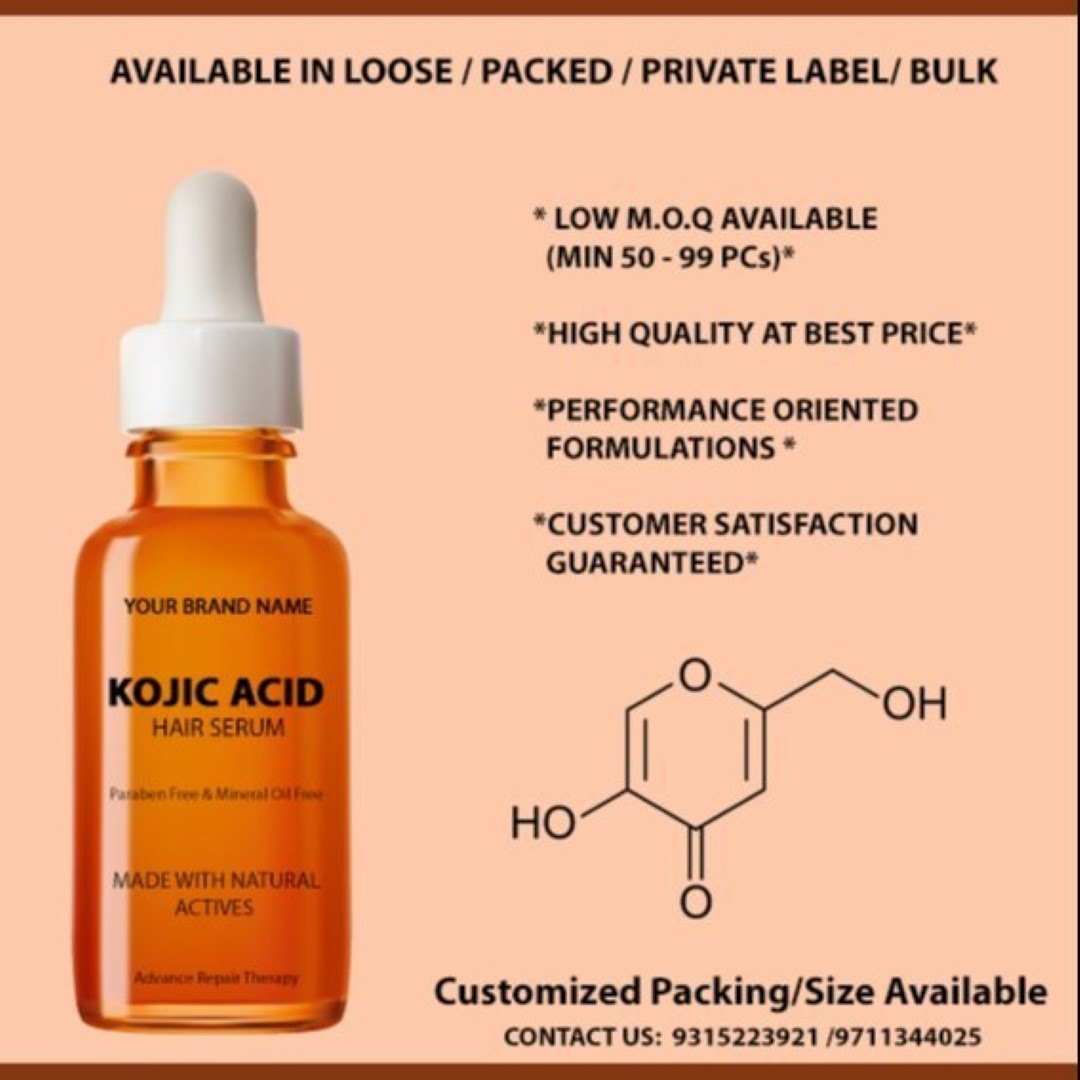 AVAILABLE IN LOOSE / PACKED / PRIVATE LABEL/ BULK
* LOW M.O.Q AVAILABLE
(MIN 50 - 99 PCs)*
*HIGH QUALITY AT BEST PRICE*
*PERFORMANCE ORIENTED
FORMULATIONS *
*CUSTOMER SATISFACTION
GUARANTEED*
YOUR BRAND NAME
KOJIC ACID
HAIR SERUM
Paraben Free & Mineral Oil Free
MADE WITH NATURAL
ACTIVES
Advance Repair Therapy
O
OH
HO
O
Customized Packing/Size Available
CONTACT US: 9315223921 /9711344025